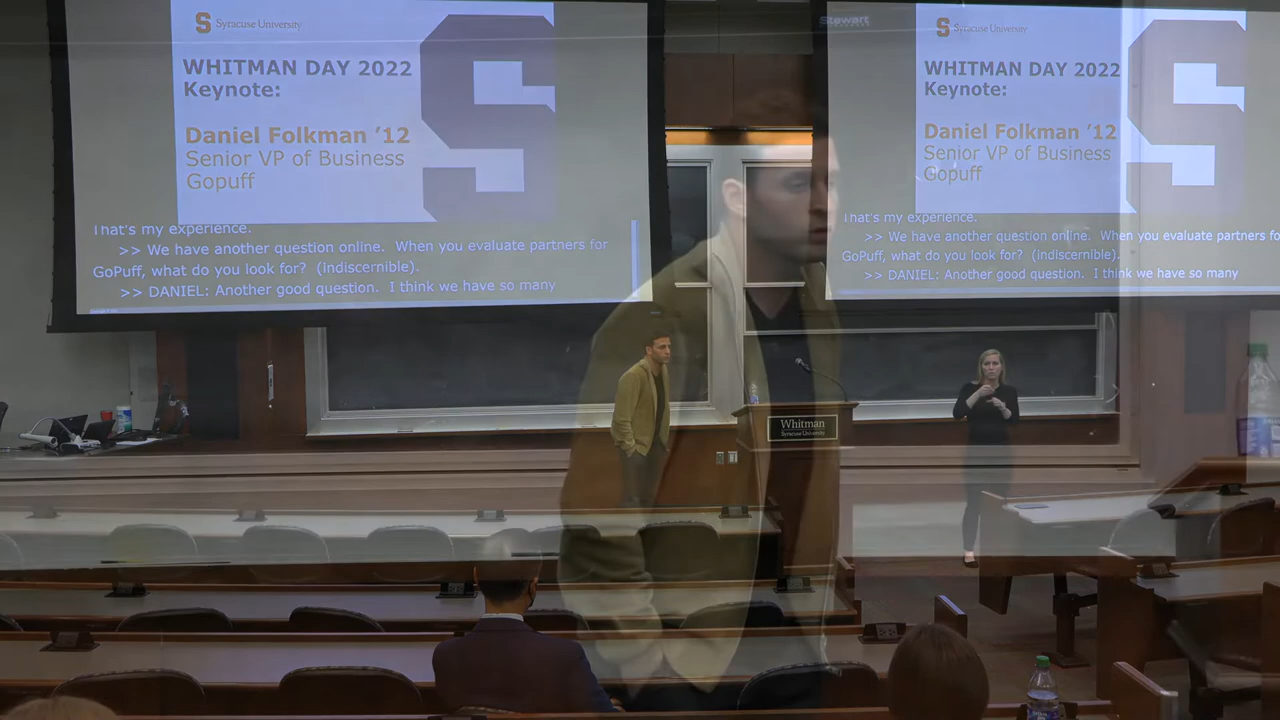 Syracuse University
WHITMAN DAY 2022
Keynote:
Daniel Folkman ’12
Senior VP of Business
Gopuff
That's my experience.
>> We have another question online. When you evaluate partners for
GoPuff, what do you look for? (Indiscernible).
>> DANIEL: Another good question. I think we have so many
Stewart
Syracuse University
WHITMAN DAY 2022
Keynote:
Daniel Folkman ’12
Senior VP of Business
Gopuff
That's my experience.
>> We have another question online. When you evaluate partners fo
GoPuff, what do you look for? (Indiscernible).
>> DANIEL: Another good question. I think we have so many
Whitman
Syracuse University